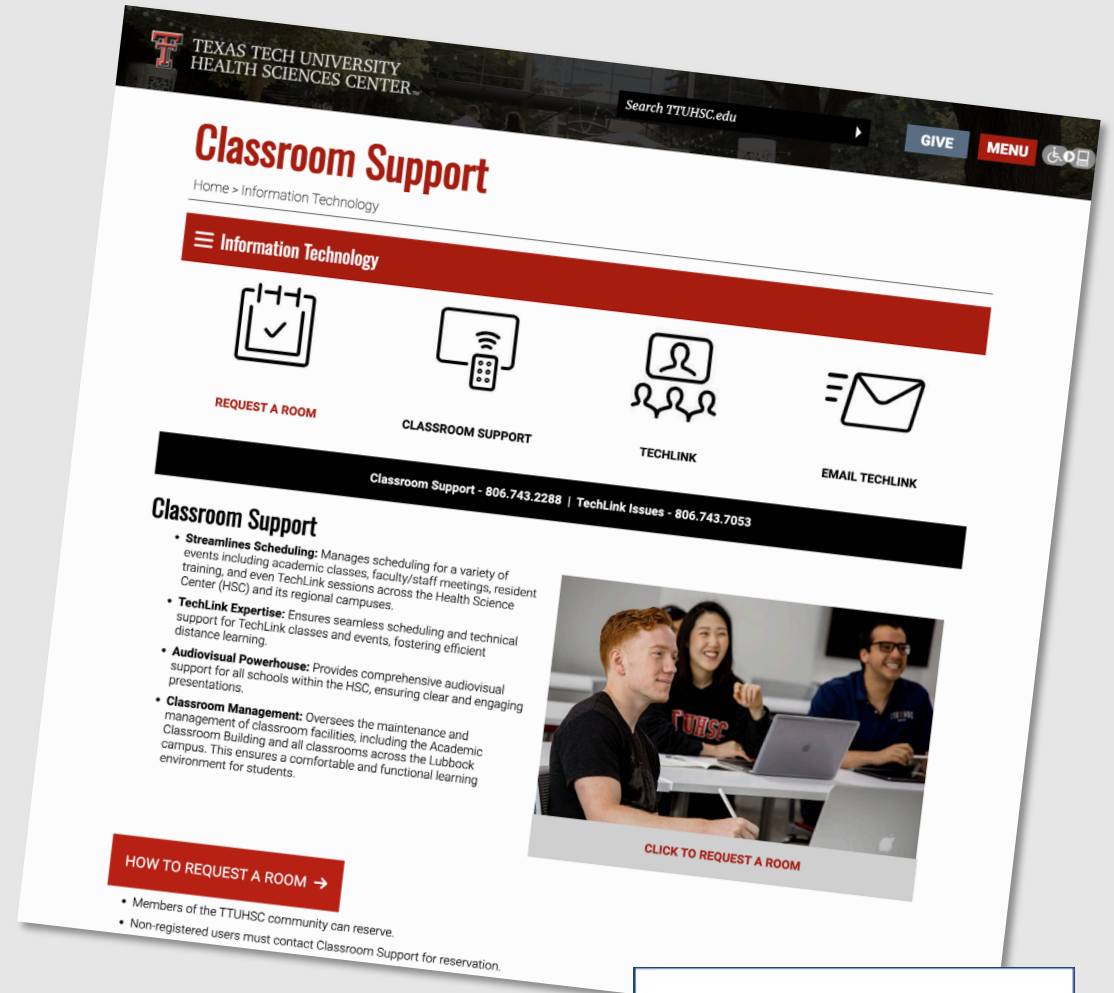 TEXAS TECH UNIVERSITY
HEALTH SCIENCES CENTER™
Search TTUHSC.edu
GIVE
MENU
Classroom Support
Home > Information Technology
Information Technology
REQUEST A ROOM
CLASSROOM SUPPORT
TECHLINK
EMAIL TECHLINK
Classroom Support - 806.743.2288 | TechLink Issues - 806.743.7053
Classroom Support
• Streamlines Scheduling: Manages scheduling for a variety of
events including academic classes, faculty/staff meetings, resident
training, and even TechLink sessions across the Health Science
Center (HSC) and its regional campuses.
• TechLink Expertise: Ensures seamless scheduling and technical
support for TechLink classes and events, fostering efficient
distance learning.
• Audiovisual Powerhouse: Provides comprehensive audiovisual
support for all schools within the HSC, ensuring clear and engaging
presentations.
• Classroom Management: Oversees the maintenance and
management of classroom facilities, including the Academic
Classroom Building and all classrooms across the Lubbock
campus. This ensures a comfortable and functional learning
environment for students.
TTUHSC
TTUHSC
CLICK TO REQUEST A ROOM
HOW TO REQUEST A ROOM →
• Members of the TTUHSC community can reserve.
• Non-registered users must contact Classroom Support for reservation.